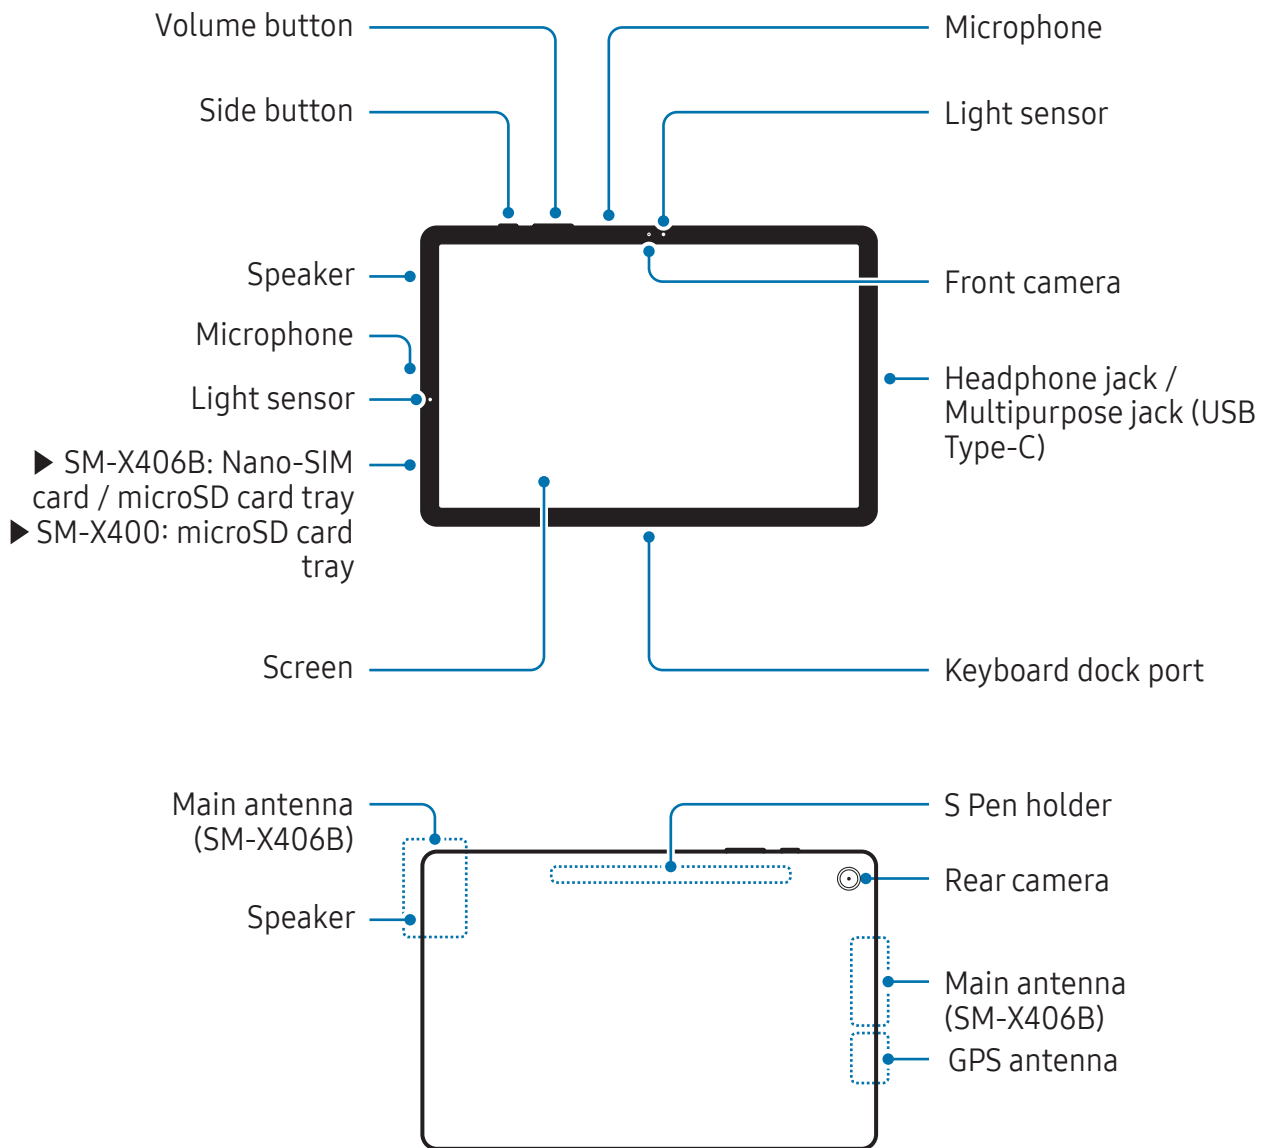 Volume button
Microphone
Side button
Light sensor
Speaker
Front camera
Microphone
Light sensor
Headphone jack /
Multipurpose jack (USB
Type-C)
▶ SM-X406B: Nano-SIM
card / microSD card tray
▶ SM-X400: microSD card
tray
Screen
Keyboard dock port
Main antenna
(SM-X406B)
S Pen holder
Rear camera
Speaker
Main antenna
(SM-X406B)
GPS antenna